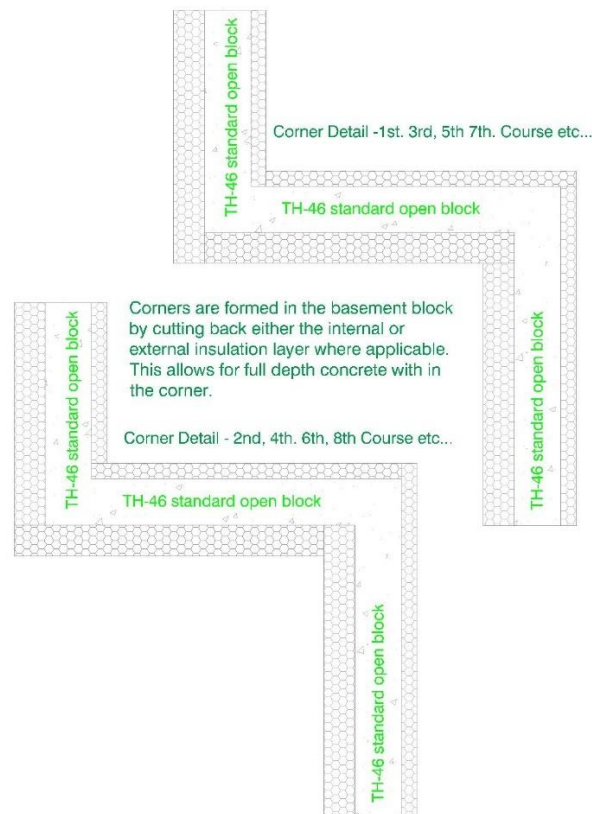 TH-46 standard open block
Corner Detail -1st. 3rd, 5th 7th. Course etc...
TH-46 standard open block
TH-46 standard open block
Corners are formed in the basement block
by cutting back either the internal or
external insulation layer where applicable.
This allows for full depth concrete with in
the corner.
TH-46 standard open block
Corner Detail - 2nd, 4th. 6th, 8th Course etc...
TH-46 standard open block
TH-46 standard open block